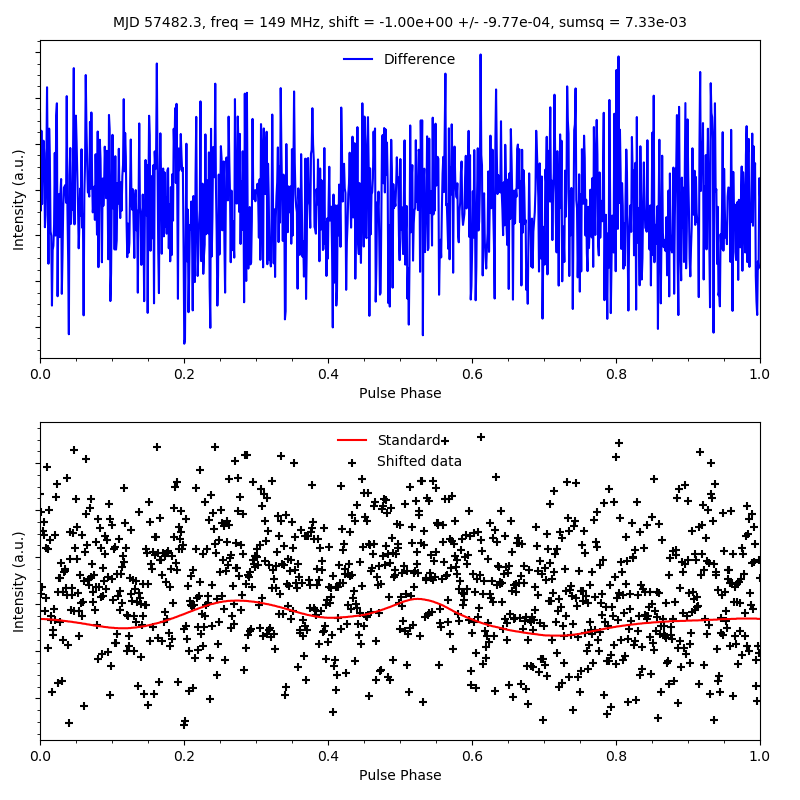 MJD 57482.3, freq = 149 MHz, shift = -1.00e+00 +/- -9.77e-04, sumsq = 7.33e-03
Difference
Intensity (a.u.)
0.0 0.2 0.4 0.6 0.8 1.0
Pulse Phase
Standard
Shifted data
Intensity (a.u.)
0.0 0.2 0.4 0.6 0.8 1.0
Pulse Phase